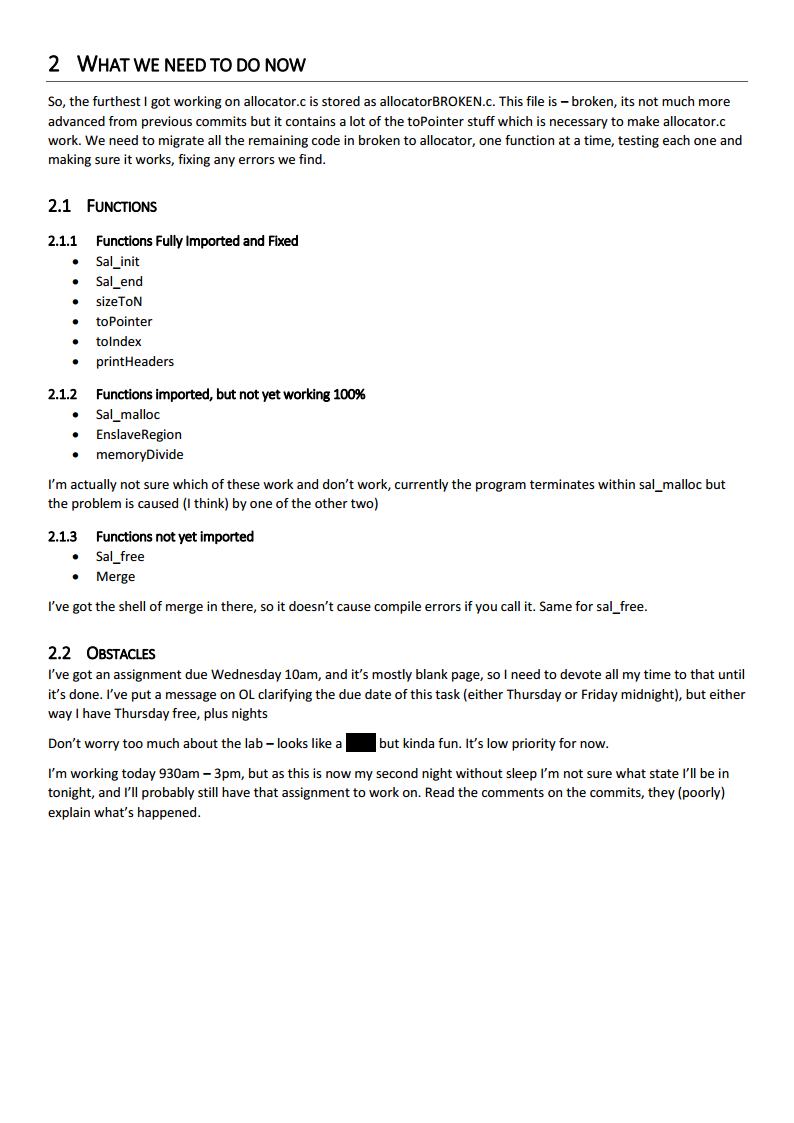 2 WHAT WE NEED TO DO NOW
So, the furthest I got working on allocator.c is stored as allocatorBROKEN.c. This file is – broken, its not much more
advanced from previous commits but it contains a lot of the toPointer stuff which is necessary to make allocator.c
work. We need to migrate all the remaining code in broken to allocator, one function at a time, testing each one and
making sure it works, fixing any errors we find.
2.1 FUNCTIONS
2.1.1 Functions Fully Imported and Fixed
• Sal_init
• Sal_end
• sizeToN
• toPointer
• toIndex
• printHeaders
2.1.2 Functions imported, but not yet working 100%
• Sal_malloc
• EnslaveRegion
• memoryDivide
I’m actually not sure which of these work and don’t work, currently the program terminates within sal_malloc but
the problem is caused (I think) by one of the other two)
2.1.3 Functions not yet imported
• Sal_free
• Merge
I’ve got the shell of merge in there, so it doesn’t cause compile errors if you call it. Same for sal_free.
2.2 OBSTACLES
I’ve got an assignment due Wednesday 10am, and it’s mostly blank page, so I need to devote all my time to that until
it’s done. I’ve put a message on OL clarifying the due date of this task (either Thursday or Friday midnight), but either
way I have Thursday free, plus nights
Don’t worry too much about the lab – looks like a but kinda fun. It’s low priority for now.
I’m working today 930am – 3pm, but as this is now my second night without sleep I’m not sure what state I’ll be in
tonight, and I’ll probably still have that assignment to work on. Read the comments on the commits, they (poorly)
explain what’s happened.